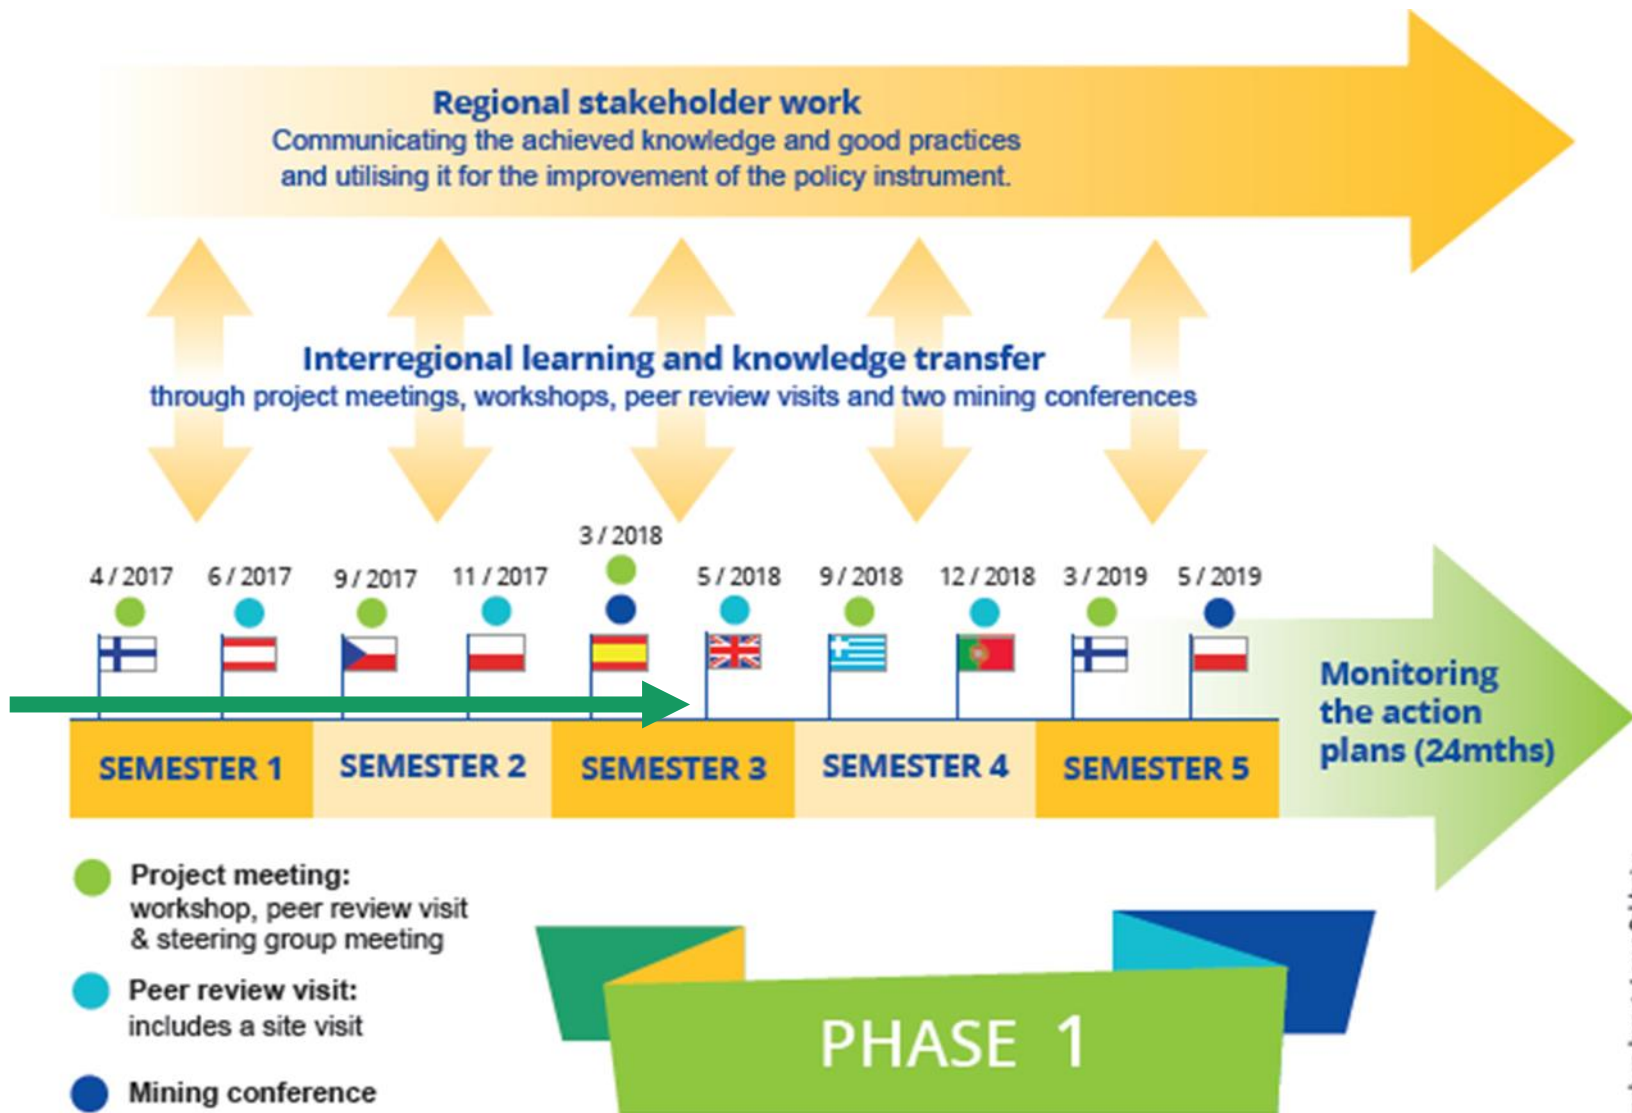 Regional stakeholder work
Communicating the achieved knowledge and good practices
and utilising it for the improvement of the policy instrument.
Interregional learning and knowledge transfer
through project meetings, workshops, peer review visits and two mining conferences
3 / 2018
4 / 2017 6 / 2017 9 / 2017 11 / 2017 5 / 2018 9 / 2018 12 / 2018 3 / 2019 5 / 2019
Monitoring
the action
plans (24mths)
SEMESTER 1 SEMESTER 2 SEMESTER 3 SEMESTER 4 SEMESTER 5
Project meeting:
workshop, peer review visit
& steering group meeting
Peer review visit:
includes a site visit
Mining conference
PHASE 1